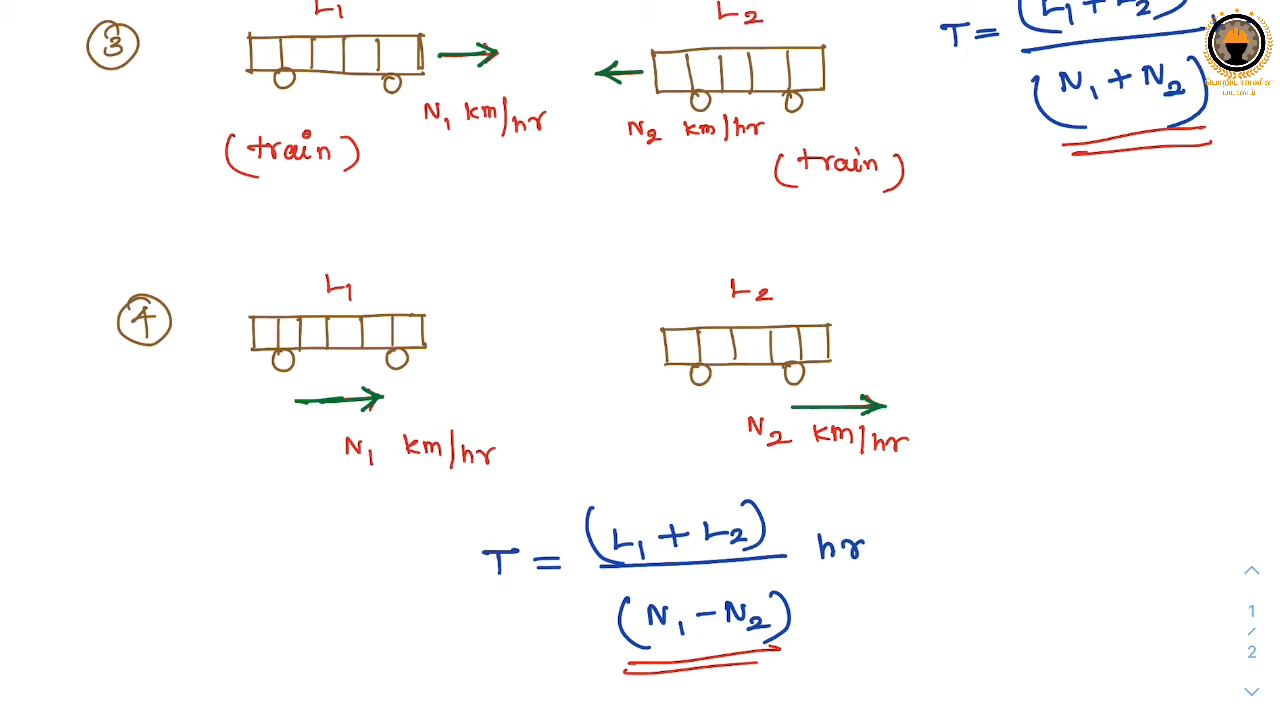 ③
L1
L2
T = (L1 + L2)
(N1 + N2)
N1 km/hr
N2 km/hr
(train)
(train)
④
L1
L2
N1 km/hr
N2 km/hr
T = (L1 + L2) hr
(N1 - N2)
1
/
2